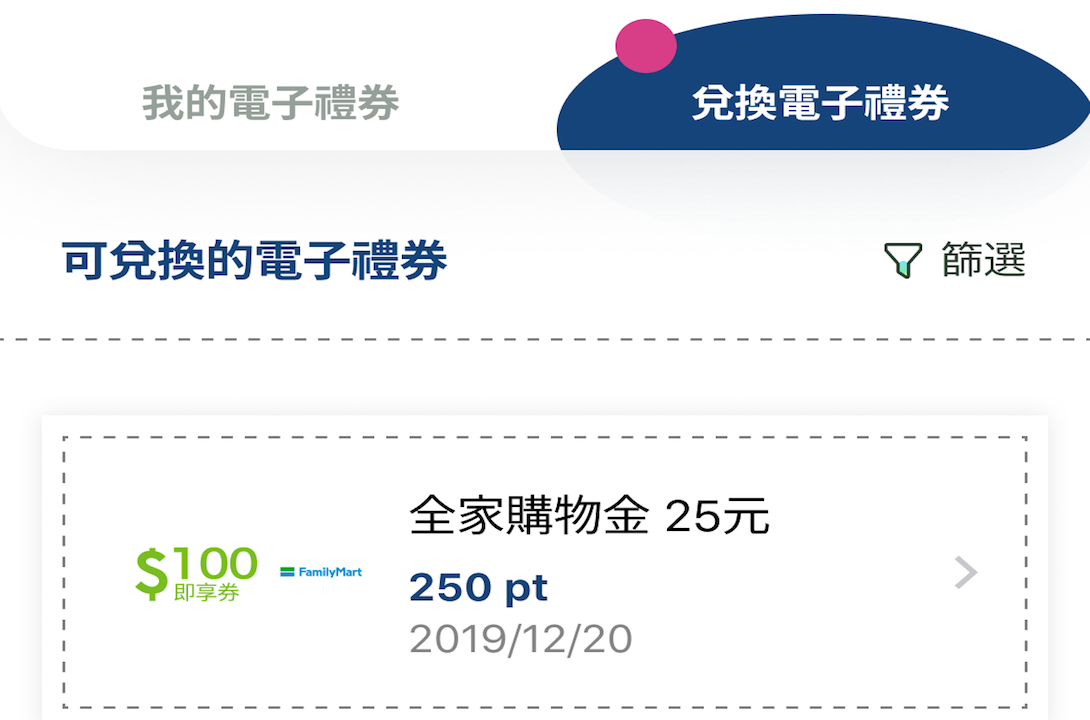 我的電子禮券
兌換電子禮券
可兌換的電子禮券
篩選
全家購物金 25元
$100
即享券
FamilyMart
250 pt
2019/12/20